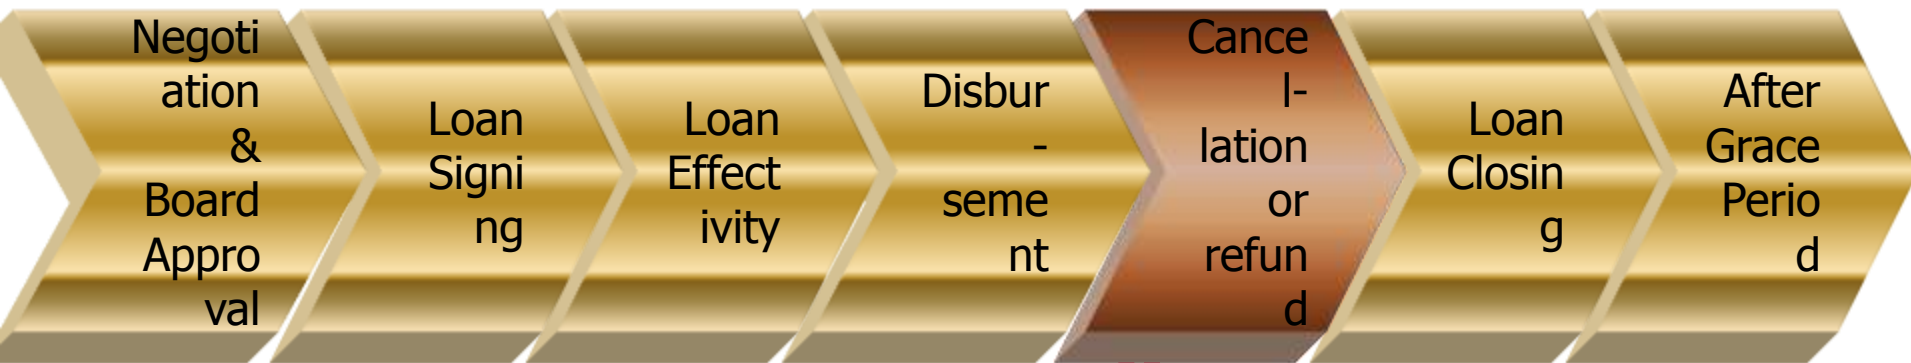 Negoti
ation
&
Board
Appro
val
Loan
Signi
ng
Loan
Effect
ivity
Disbur
-
seme
nt
Cance
l-
lation
or
refun
d
Loan
Closin
g
After
Grace
Perio
d